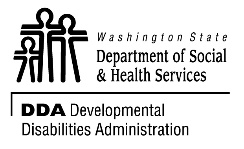 Washington State
Department of Social
& Health Services
DDA Developmental
Disabilities Administration